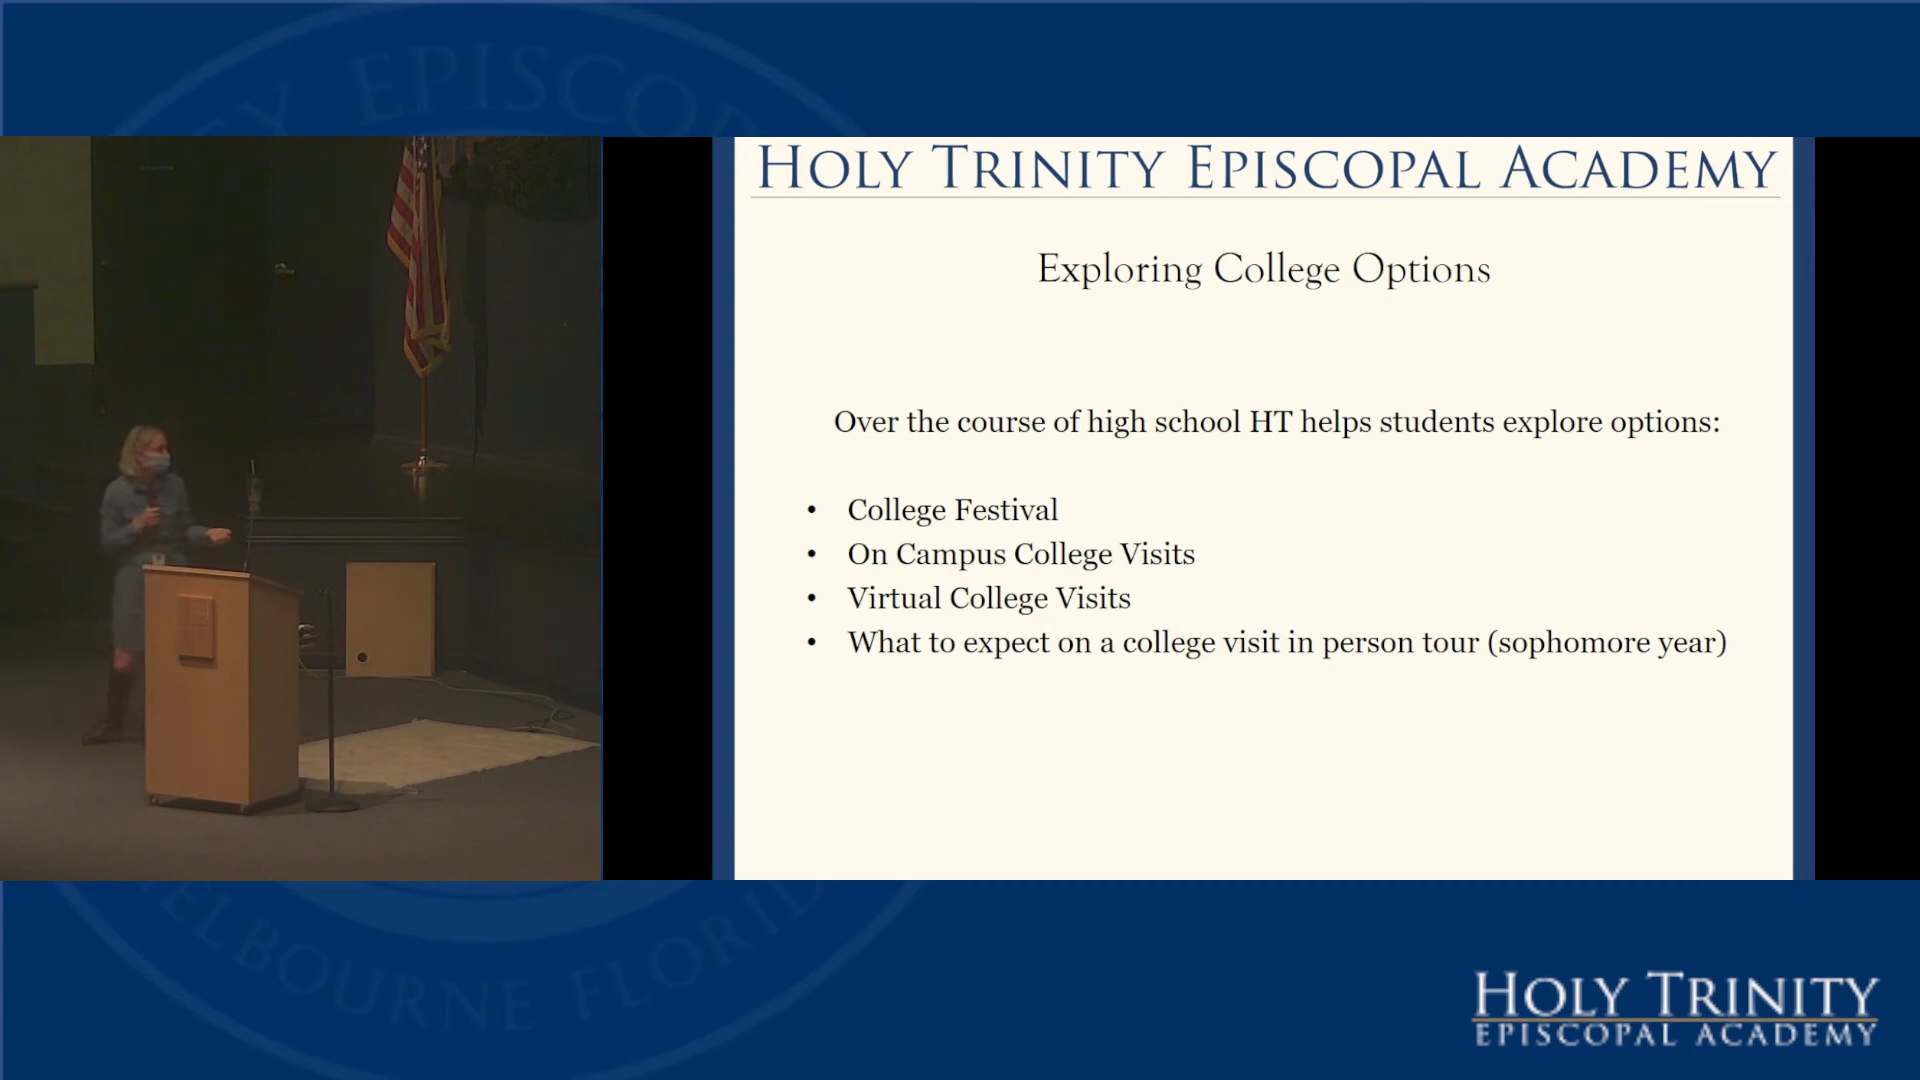 HOLY TRINITY EPISCOPAL ACADEMY
Exploring College Options
Over the course of high school HT helps students explore options:
• College Festival
• On Campus College Visits
• Virtual College Visits
• What to expect on a college visit in person tour (sophomore year)
HOLY TRINITY
EPISCOPAL ACADEMY